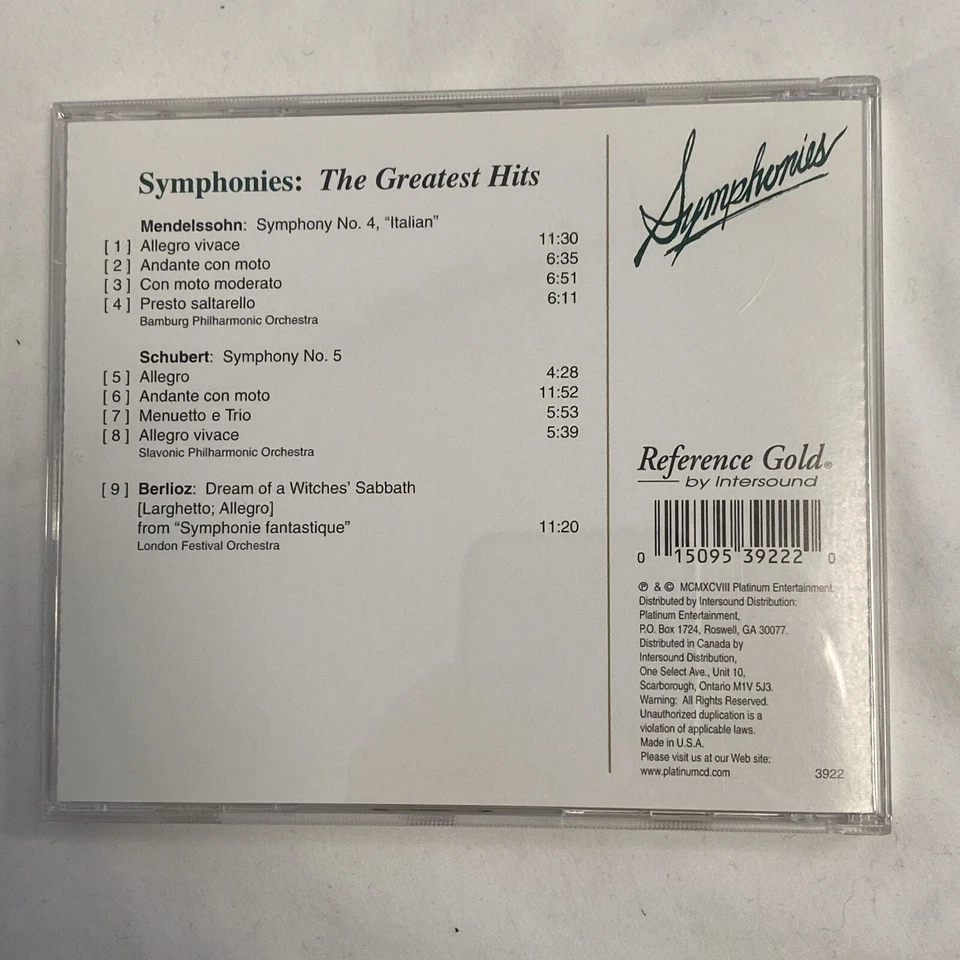 Symphonies: The Greatest Hits
Mendelssohn: Symphony No. 4, “Italian”
[ 1 ] Allegro vivace 11:30
[ 2 ] Andante con moto 6:35
[ 3 ] Con moto moderato 6:51
[ 4 ] Presto saltarello 6:11
Bamburg Philharmonic Orchestra
Schubert: Symphony No. 5
[ 5 ] Allegro 4:28
[ 6 ] Andante con moto 11:52
[ 7 ] Menuetto e Trio 5:53
[ 8 ] Allegro vivace 5:39
Slavonic Philharmonic Orchestra
[ 9 ] Berlioz: Dream of a Witches’ Sabbath
[Larghetto; Allegro]
from “Symphonie fantastique” 11:20
London Festival Orchestra
Symphonies
Reference Gold®
by Intersound
0 15095 39222 0
℗ & © MCMXCVIII Platinum Entertainment.
Distributed by Intersound Distribution:
Platinum Entertainment,
P.O. Box 1724, Roswell, GA 30077.
Distributed in Canada by
Intersound Distribution,
One Select Ave., Unit 10,
Scarborough, Ontario M1V 5J3.
Warning: All Rights Reserved.
Unauthorized duplication is a
violation of applicable laws.
Made in U.S.A.
Please visit us at our Web site:
www.platinumcd.com
3922